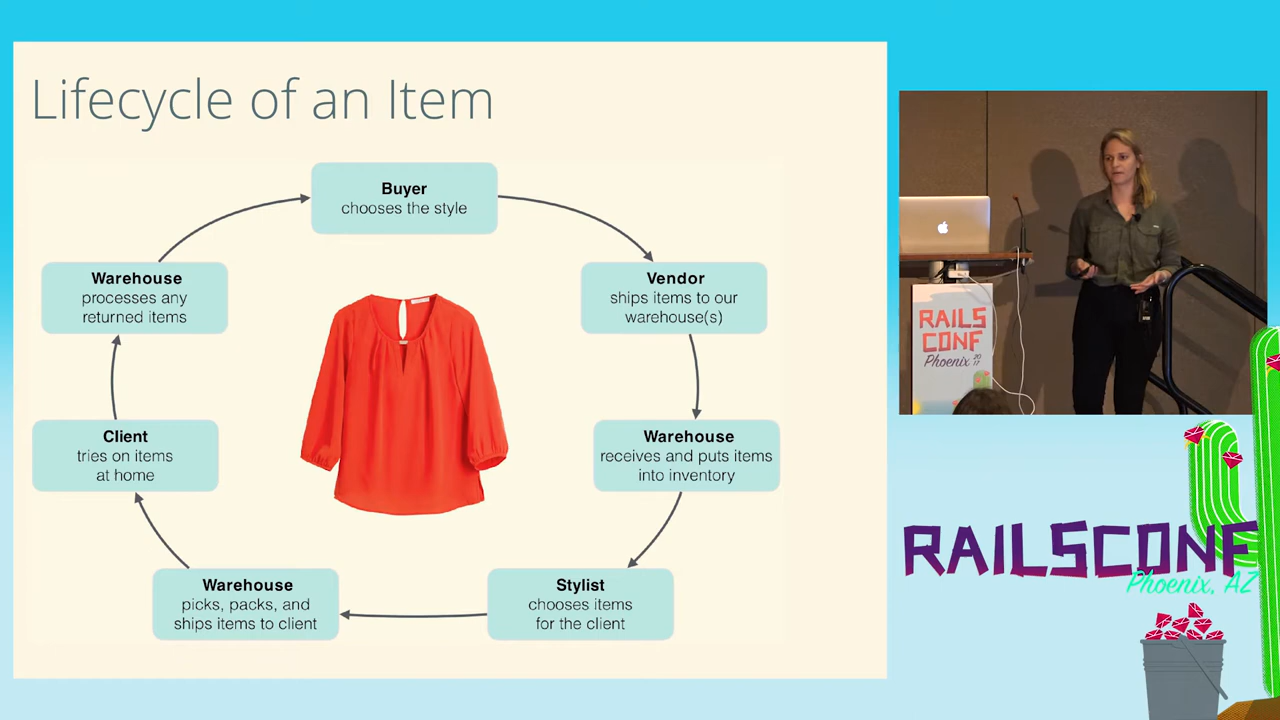 Lifecycle of an Item
Buyer
chooses the style
Vendor
ships items to our
warehouse(s)
Warehouse
receives and puts items
into inventory
Stylist
chooses items
for the client
Warehouse
picks, packs, and
ships items to client
Client
tries on items
at home
Warehouse
processes any
returned items
RAILS
CONF
Phoenix 2017
RAILSCONF
Phoenix, AZ